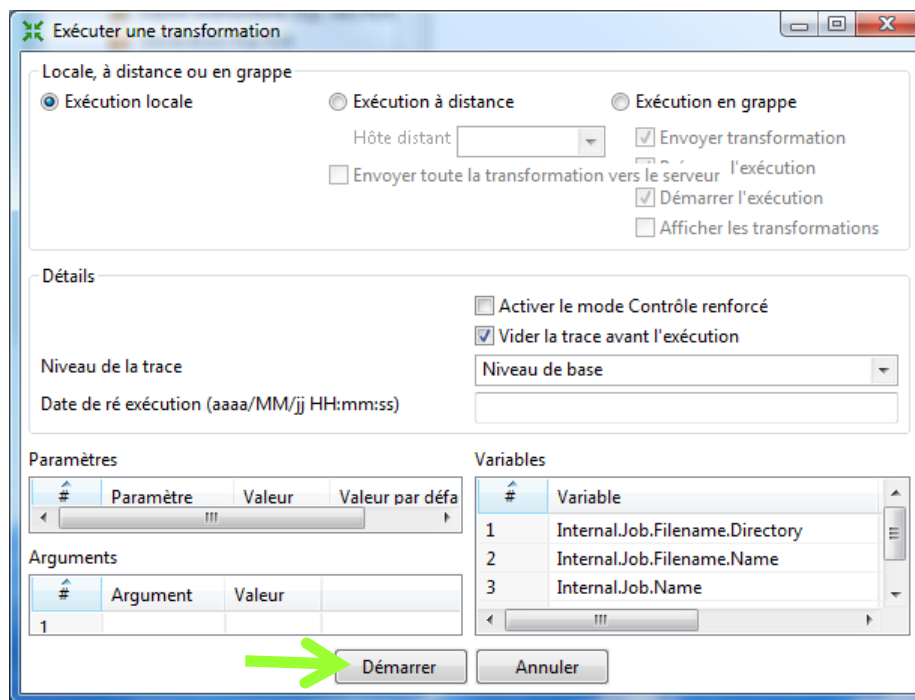 Exécuter une transformation
Locale, à distance ou en grappe
Exécution locale
Exécution à distance
Exécution en grappe
Hôte distant
Envoyer transformation
l'exécution
Envoyer toute la transformation vers le serveur
Démarrer l'exécution
Afficher les transformations
Détails
Activer le mode Contrôle renforcé
Vider la trace avant l'exécution
Niveau de la trace
Niveau de base
Date de ré exécution (aaaa/MM/jj HH:mm:ss)
Paramètres
# Paramètre Valeur Valeur par défa
Variables
# Variable
1 Internal.Job.Filename.Directory
2 Internal.Job.Filename.Name
3 Internal.Job.Name
Arguments
# Argument Valeur
1
Démarrer
Annuler